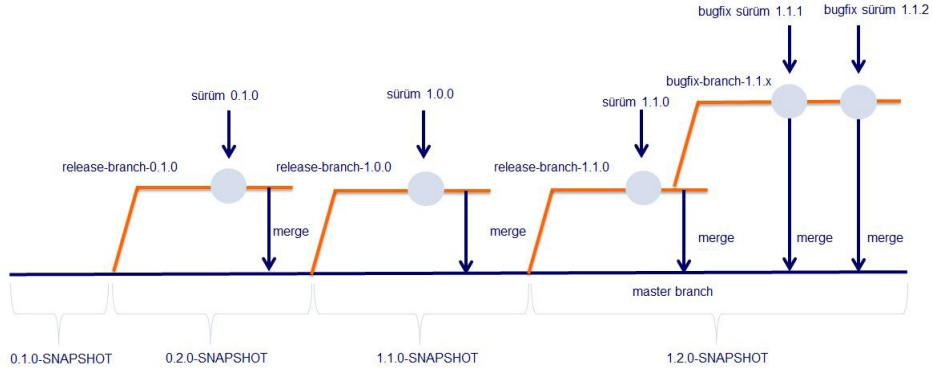 bugfix sürüm 1.1.1
bugfix sürüm 1.1.2
bugfix-branch-1.1.x
sürüm 0.1.0
sürüm 1.0.0
sürüm 1.1.0
release-branch-0.1.0
release-branch-1.0.0
release-branch-1.1.0
merge
merge
merge
merge
merge
master branch
0.1.0-SNAPSHOT
0.2.0-SNAPSHOT
1.1.0-SNAPSHOT
1.2.0-SNAPSHOT